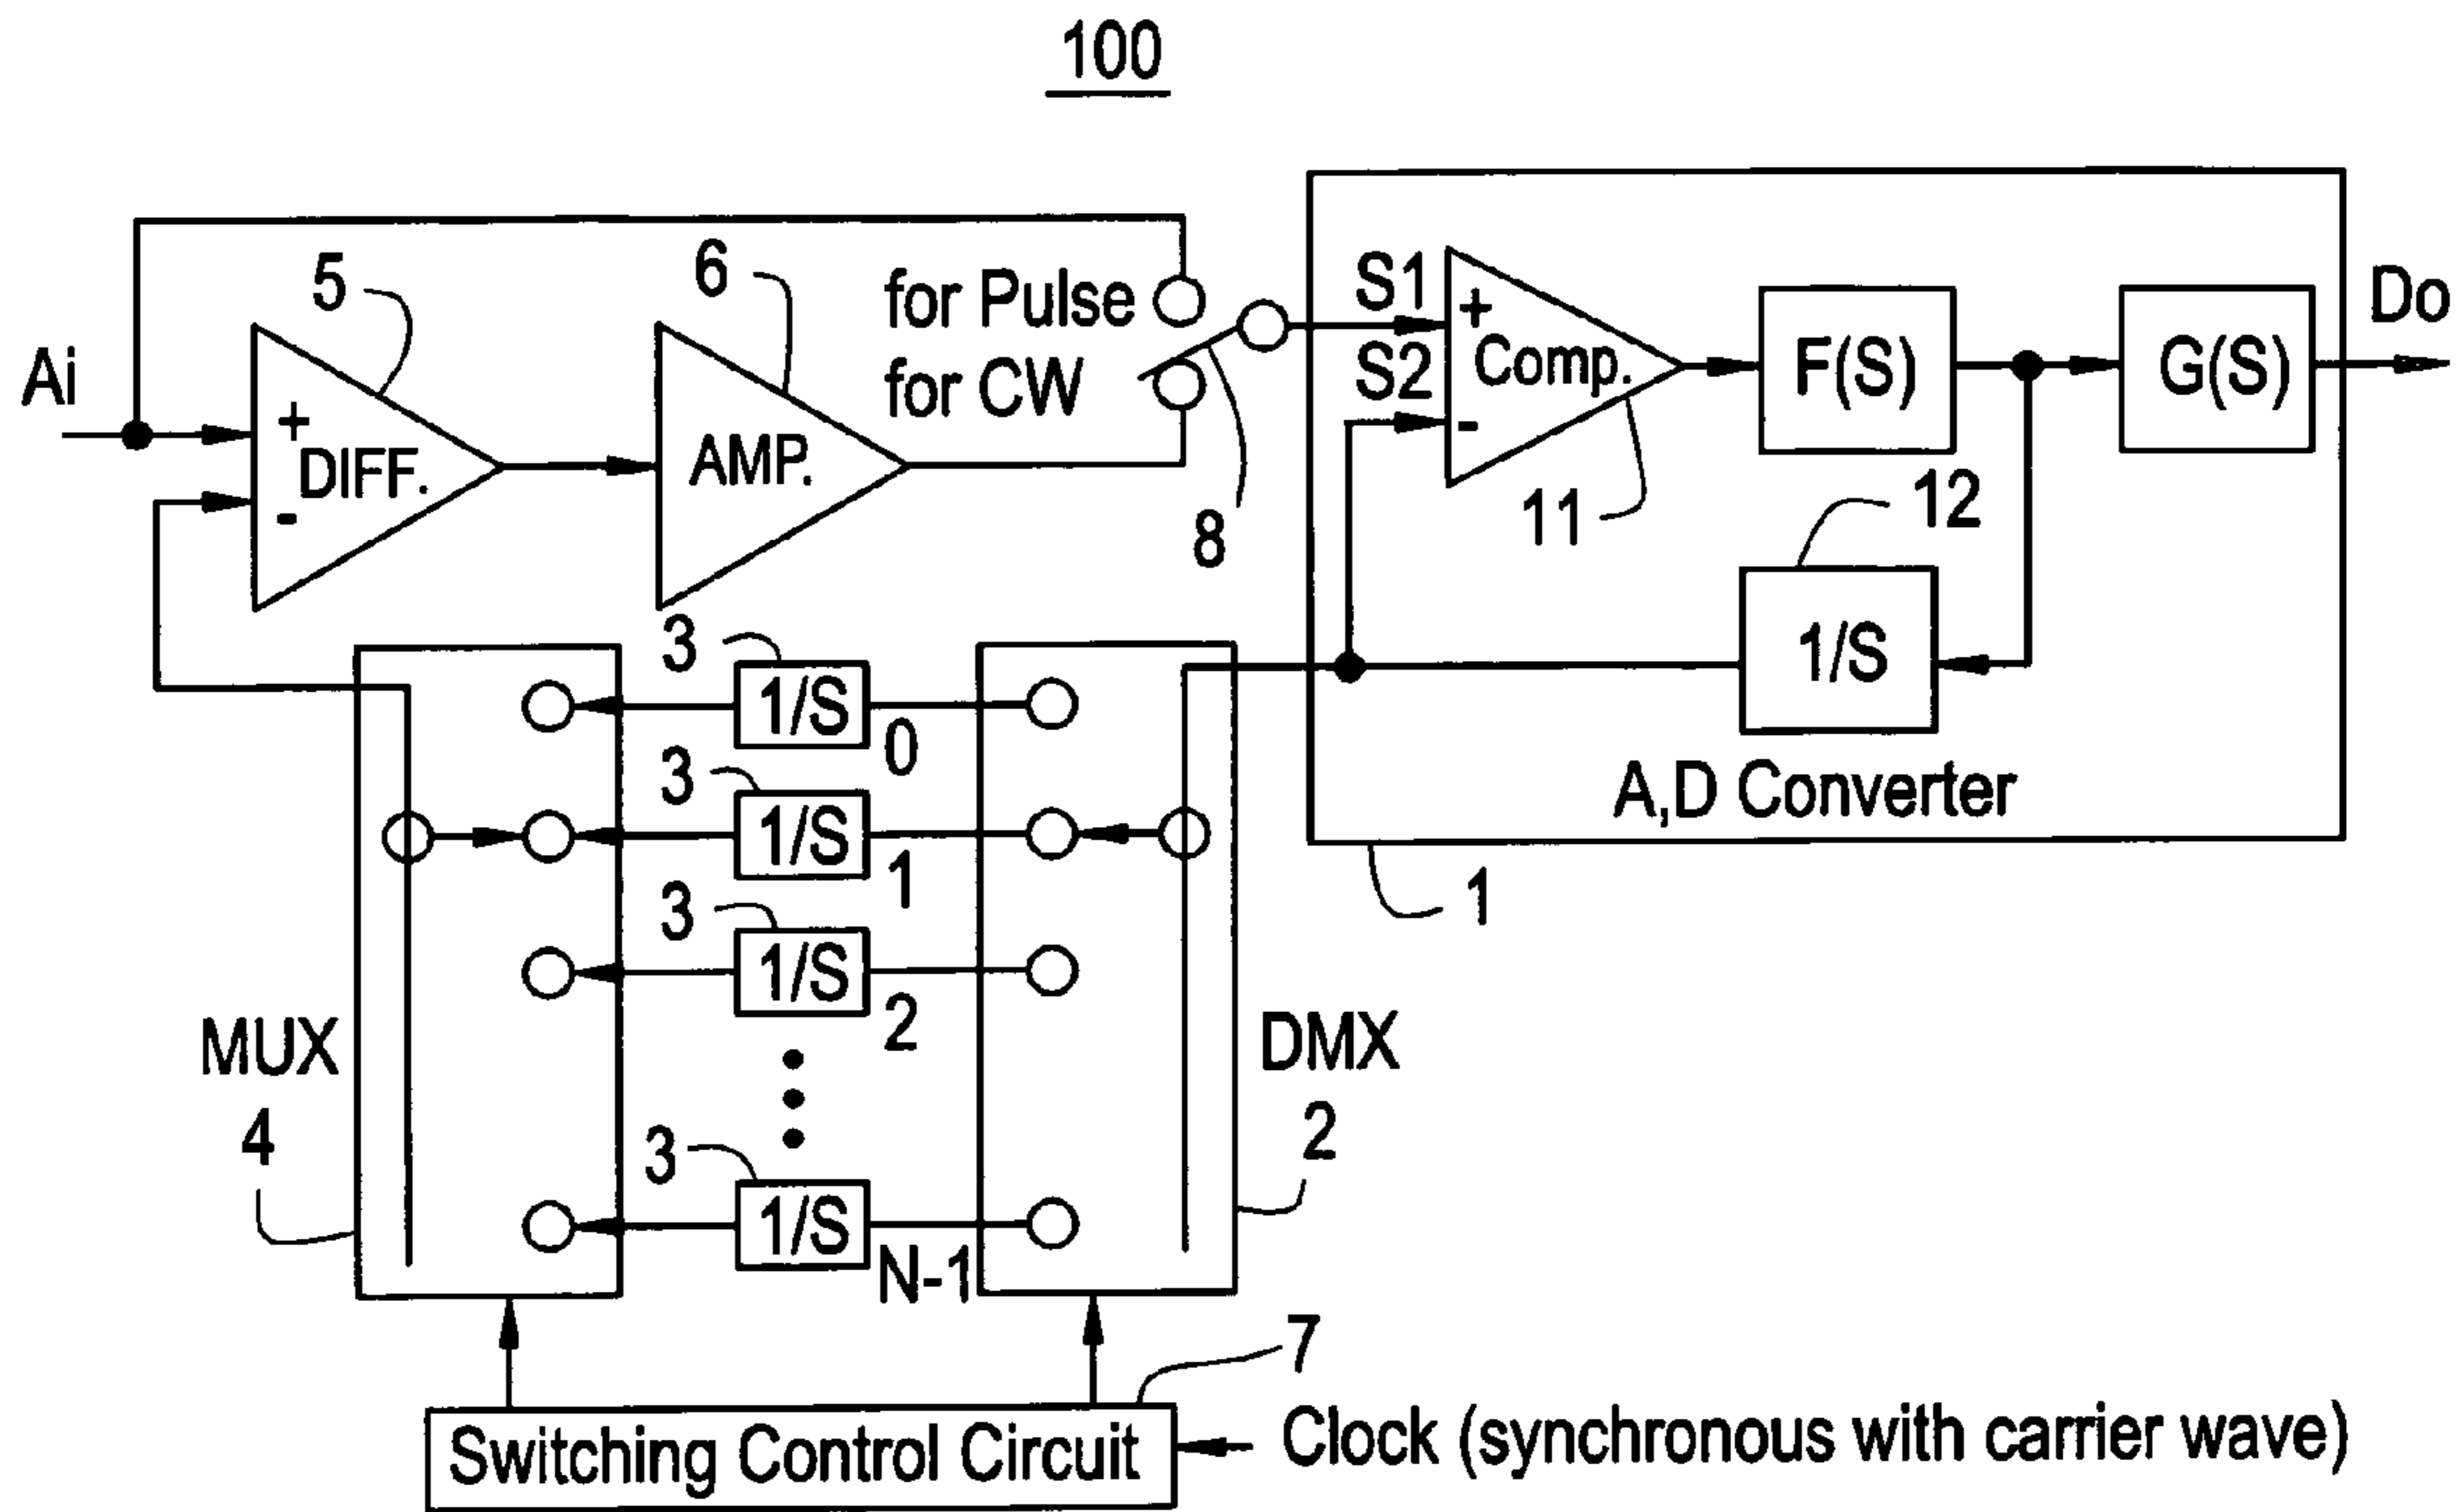 100
5
6
for Pulse
for CW
8
Ai
+
DIFF.
-
AMP.
S1
S2
+
Comp.
-
11
F(S)
G(S)
Do
12
1/S
A,D Converter
1
3
1/S
0
3
1/S
1
3
1/S
2
3
1/S
N-1
MUX
4
DMX
2
7
Switching Control Circuit
Clock (synchronous with carrier wave)